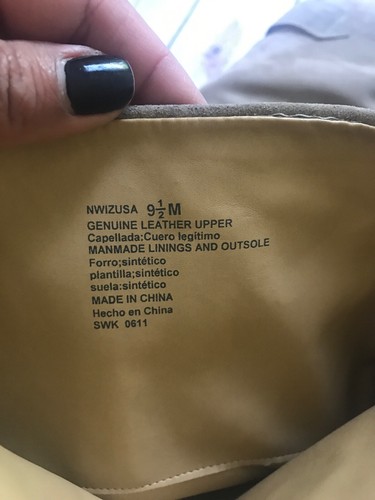 NWIZUSA 9½M
GENUINE LEATHER UPPER
Capellada:Cuero legitimo
MANMADE LININGS AND OUTSOLE
Forro;sintético
plantilla;sintético
suela:sintético
MADE IN CHINA
Hecho en China
SWK 0611